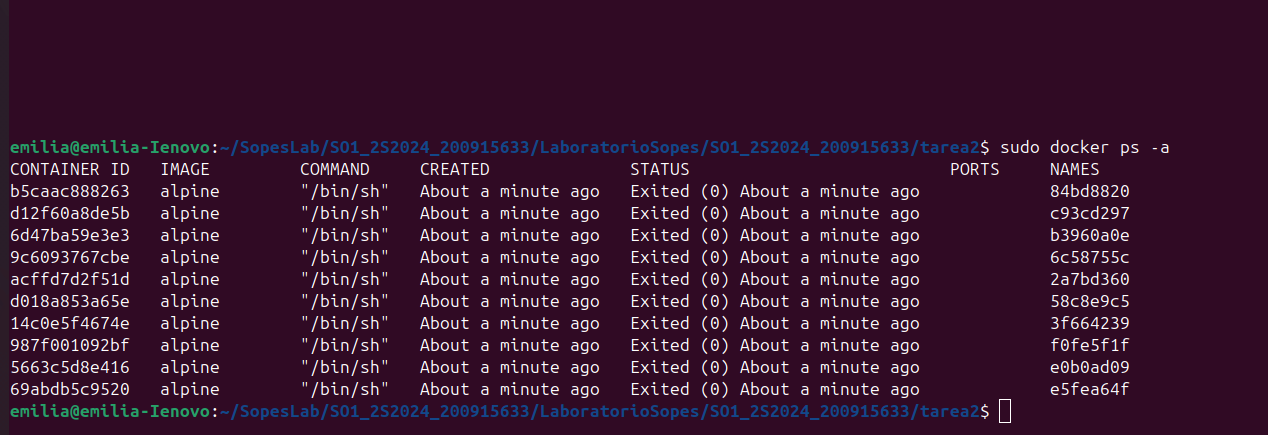 emilia@emilia-Ienovo:~/SopesLab/SO1_2S2024_200915633/LaboratorioSopes/SO1_2S2024_200915633/tarea2$ sudo docker ps -a
CONTAINER ID   IMAGE         COMMAND     CREATED              STATUS                          PORTS     NAMES
b5caac888263   alpine        "/bin/sh"   About a minute ago   Exited (0) About a minute ago             84bd8820
d12f60a8de5b   alpine        "/bin/sh"   About a minute ago   Exited (0) About a minute ago             c93cd297
6d47ba59e3e3   alpine        "/bin/sh"   About a minute ago   Exited (0) About a minute ago             b3960a0e
9c6093767cbe   alpine        "/bin/sh"   About a minute ago   Exited (0) About a minute ago             6c58755c
acffd7d2f51d   alpine        "/bin/sh"   About a minute ago   Exited (0) About a minute ago             2a7bd360
d018a853a65e   alpine        "/bin/sh"   About a minute ago   Exited (0) About a minute ago             58c8e9c5
14c0e5f4674e   alpine        "/bin/sh"   About a minute ago   Exited (0) About a minute ago             3f664239
987f001092bf   alpine        "/bin/sh"   About a minute ago   Exited (0) About a minute ago             f0fe5f1f
5663c5d8e416   alpine        "/bin/sh"   About a minute ago   Exited (0) About a minute ago             e0b0ad09
69abdb5c9520   alpine        "/bin/sh"   About a minute ago   Exited (0) About a minute ago             e5fea64f
emilia@emilia-Ienovo:~/SopesLab/SO1_2S2024_200915633/LaboratorioSopes/SO1_2S2024_200915633/tarea2$